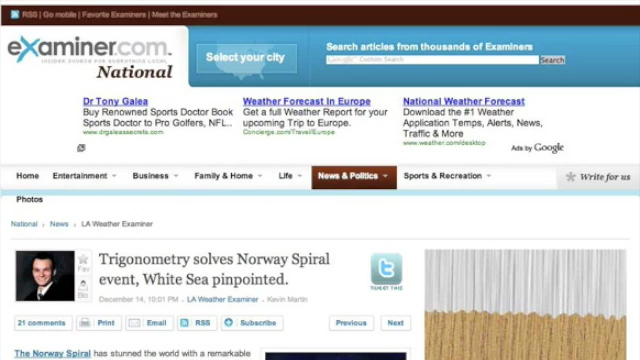 RSS | Go mobile | Favorite Examiners | Meet the Examiners
examiner.com
INSIDER SOURCE FOR EVERYTHING LOCAL
National
Select your city
Search articles from thousands of Examiners
Google Custom Search
Search
Dr Tony Galea
Buy Renowned Sports Doctor Book
Sports Doctor to Pro Golfers, NFL..
www.drgaleassecrets.com
Weather Forecast In Europe
Get a full Weather Report for your
upcoming Trip to Europe.
Concierge.com/Travel/Europe
National Weather Forecast
Download the #1 Weather
Application Temps, Alerts, News,
Traffic & More
www.weather.com/desktop
Ads by Google
Home Entertainment Business Family & Home Life News & Politics Sports & Recreation Write for us
Photos
National › News › LA Weather Examiner
Fav
Bio
Trigonometry solves Norway Spiral
event, White Sea pinpointed.
December 14, 10:01 PM · LA Weather Examiner · Kevin Martin
t
TWEET THIS
21 comments Print Email RSS Subscribe Previous Next
The Norway Spiral has stunned the world with a remarkable